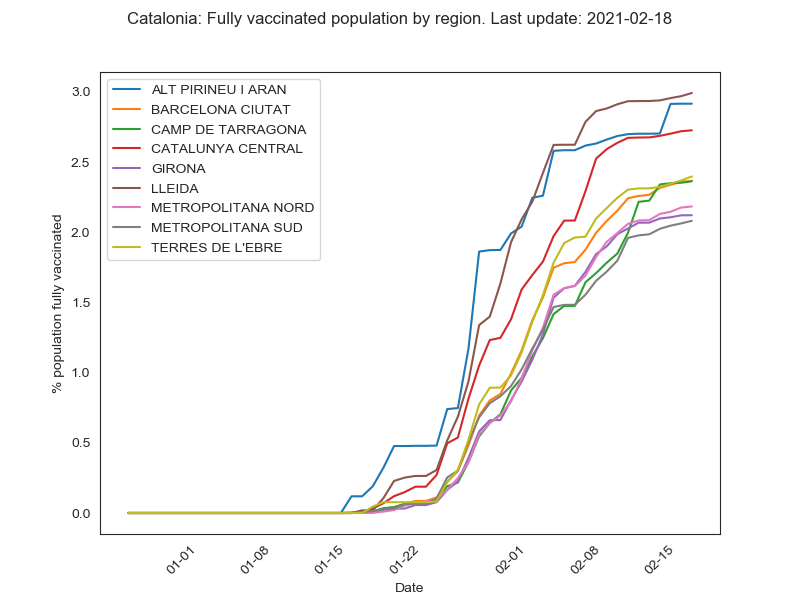 Catalonia: Fully vaccinated population by region. Last update: 2021-02-18
ALT PIRINEU I ARAN
BARCELONA CIUTAT
CAMP DE TARRAGONA
CATALUNYA CENTRAL
GIRONA
LLEIDA
METROPOLITANA NORD
METROPOLITANA SUD
TERRES DE L'EBRE
% population fully vaccinated
3.0
2.5
2.0
1.5
1.0
0.5
0.0
01-01
01-08
01-15
01-22
02-01
02-08
02-15
Date